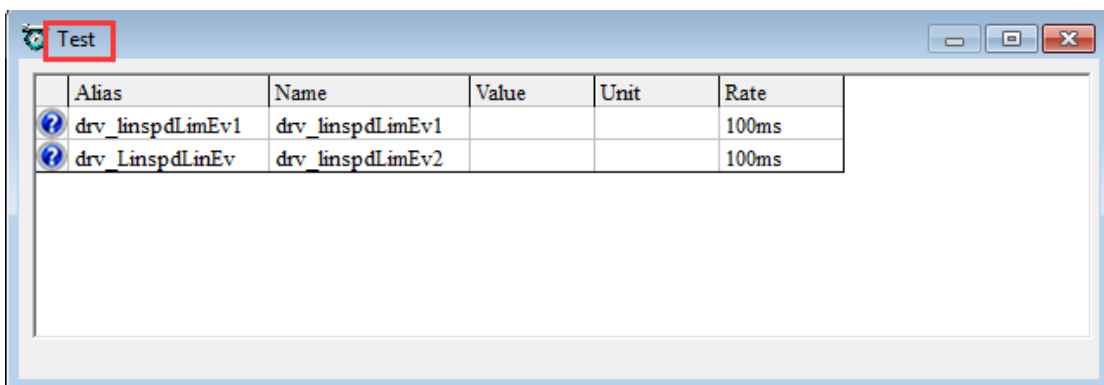 Test
Alias Name Value Unit Rate
drv_linspdLimEv1 drv_linspdLimEv1 100ms
drv_LinspdLinEv drv_linspdLimEv2 100ms